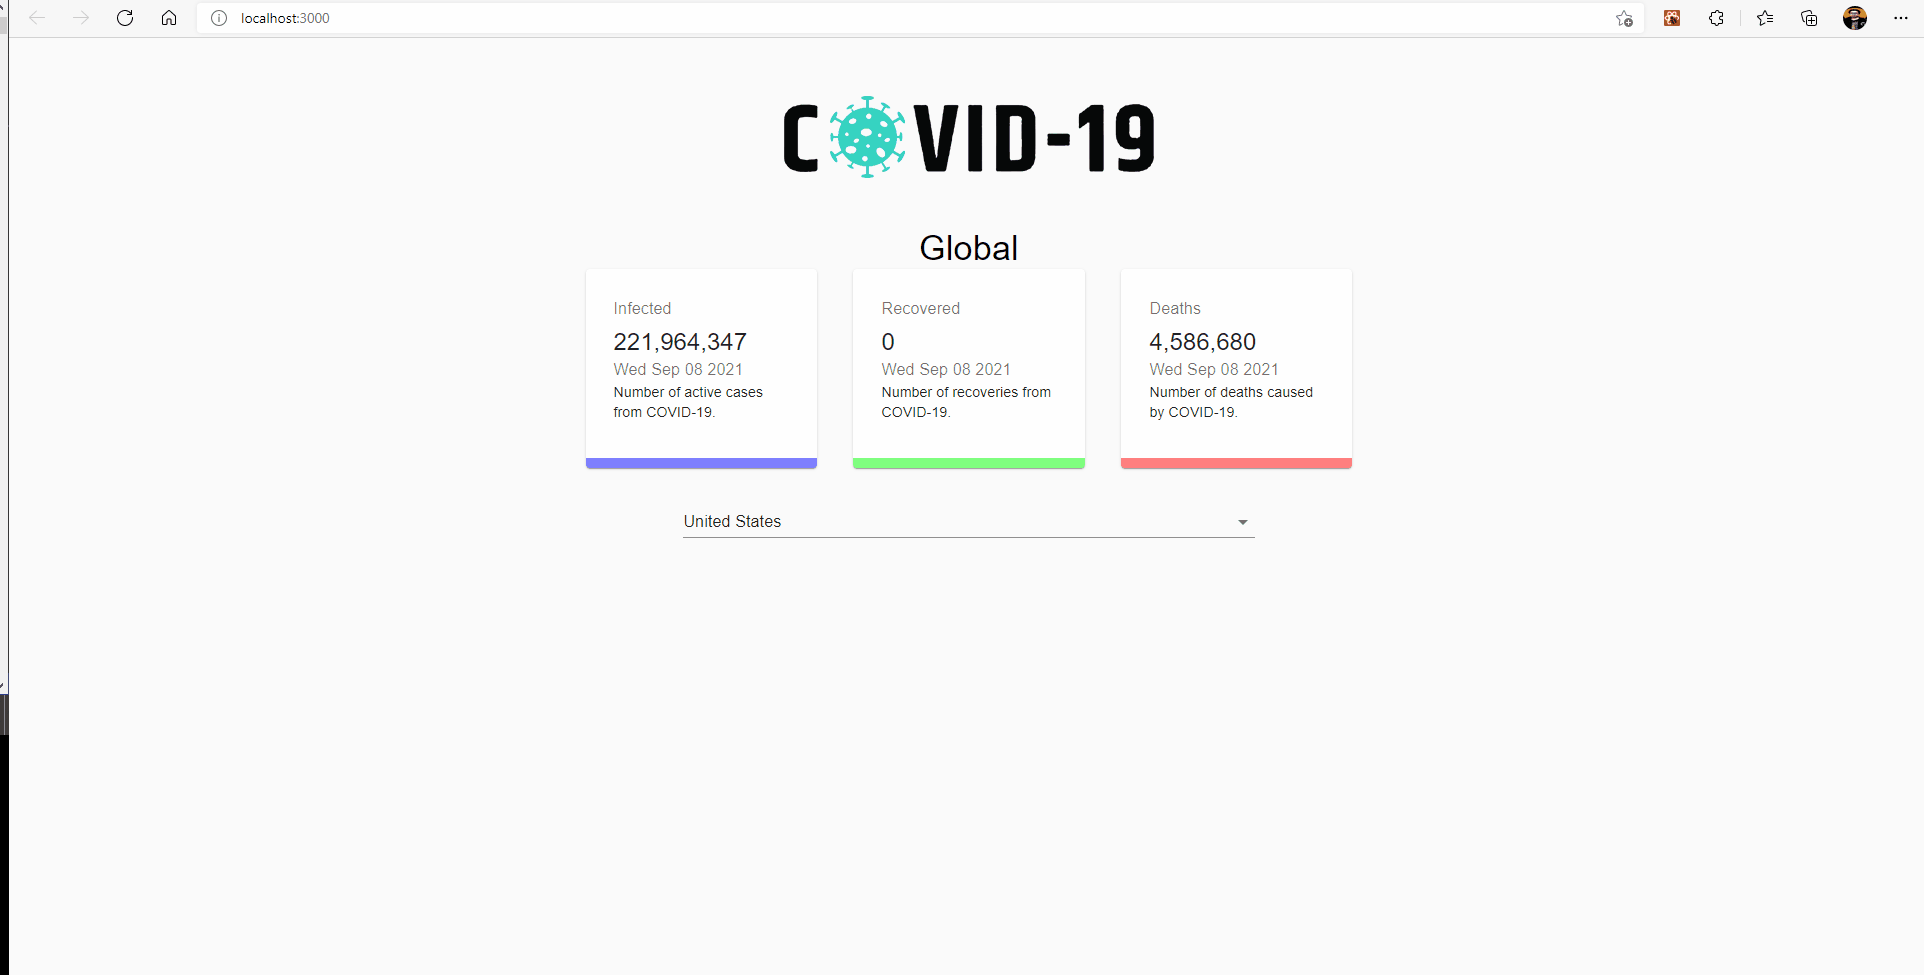 localhost:3000
COVID-19
Global
Infected
221,964,347
Wed Sep 08 2021
Number of active cases
from COVID-19.
Recovered
0
Wed Sep 08 2021
Number of recoveries from
COVID-19.
Deaths
4,586,680
Wed Sep 08 2021
Number of deaths caused
by COVID-19.
United States